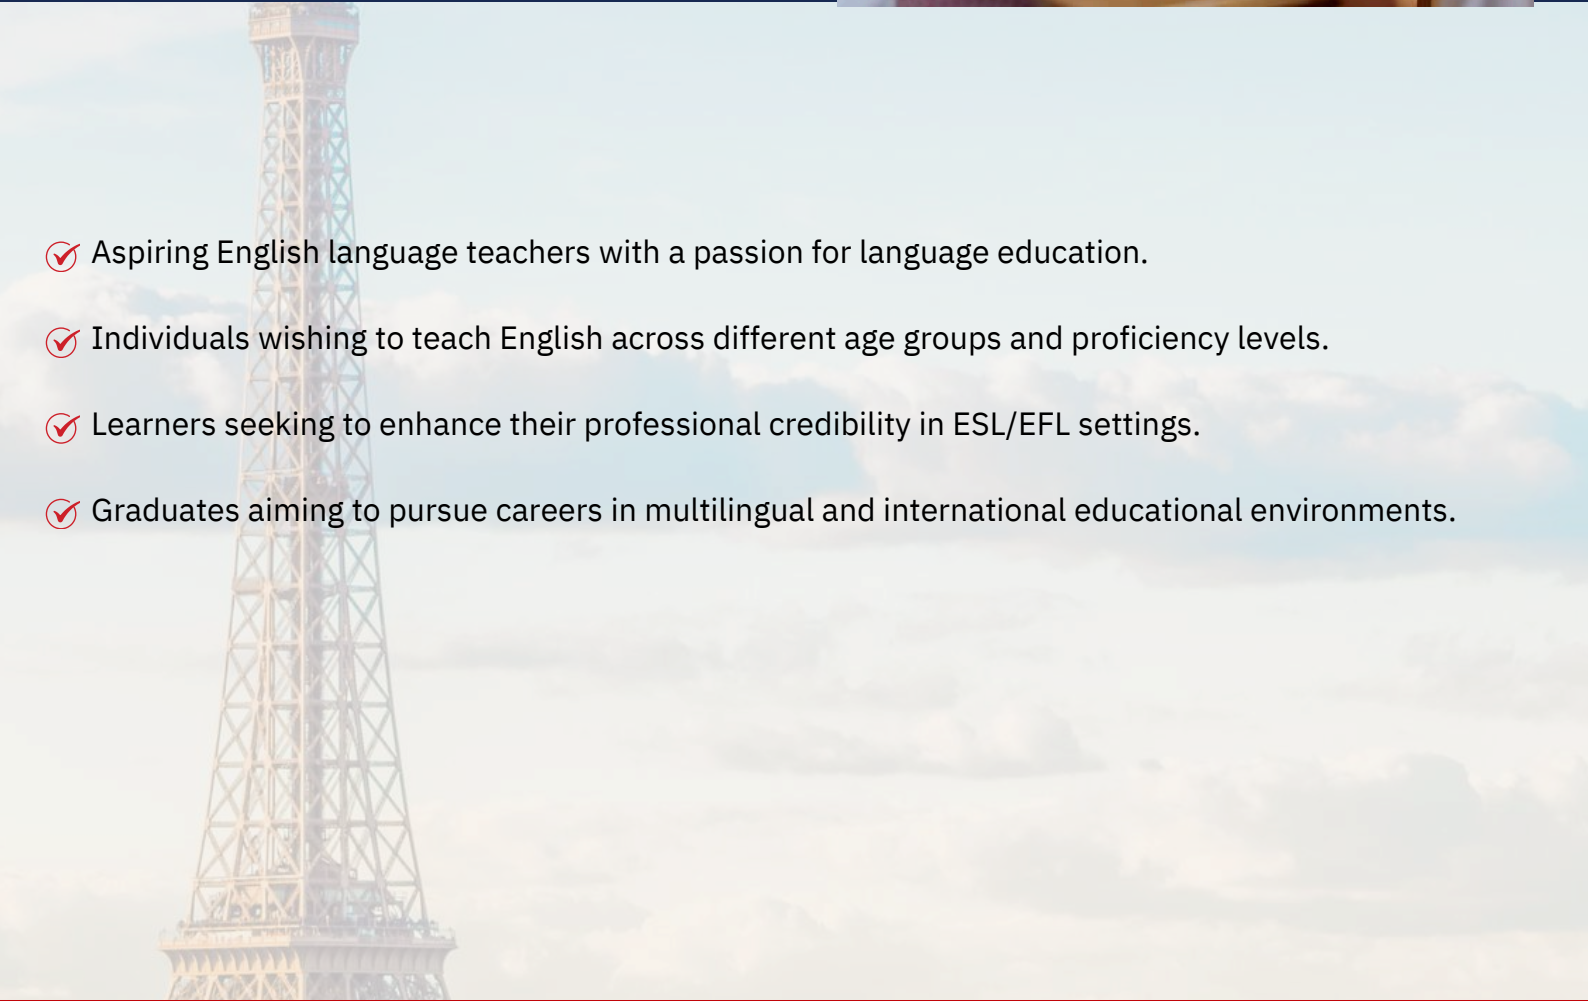 Aspiring English language teachers with a passion for language education.
Individuals wishing to teach English across different age groups and proficiency levels.
Learners seeking to enhance their professional credibility in ESL/EFL settings.
Graduates aiming to pursue careers in multilingual and international educational environments.